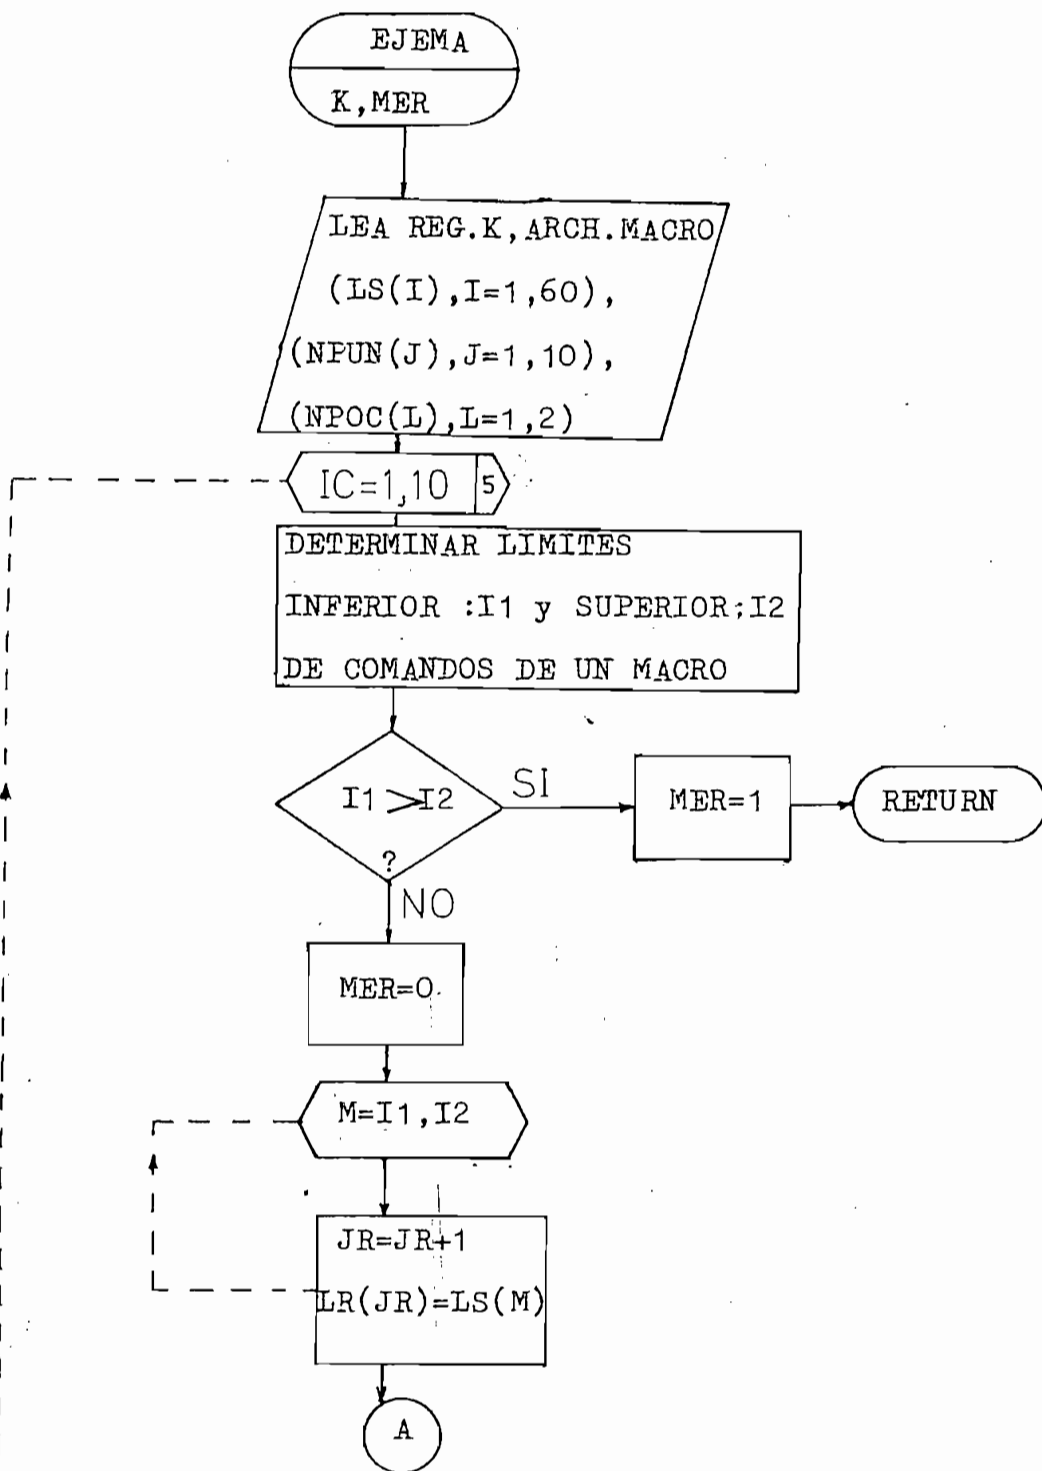 EJEMA
K,MER
LEA REG.K,ARCH.MACRO
(LS(I),I=1,60),
(NPUN(J),J=1,10),
(NPOC(L),L=1,2)
IC=1,10 5
DETERMINAR LIMITES
INFERIOR :I1 y SUPERIOR;I2
DE COMANDOS DE UN MACRO
I1 >I2
?
SI
MER=1
RETURN
NO
MER=0
M=I1,I2
JR=JR+1
LR(JR)=LS(M)
A